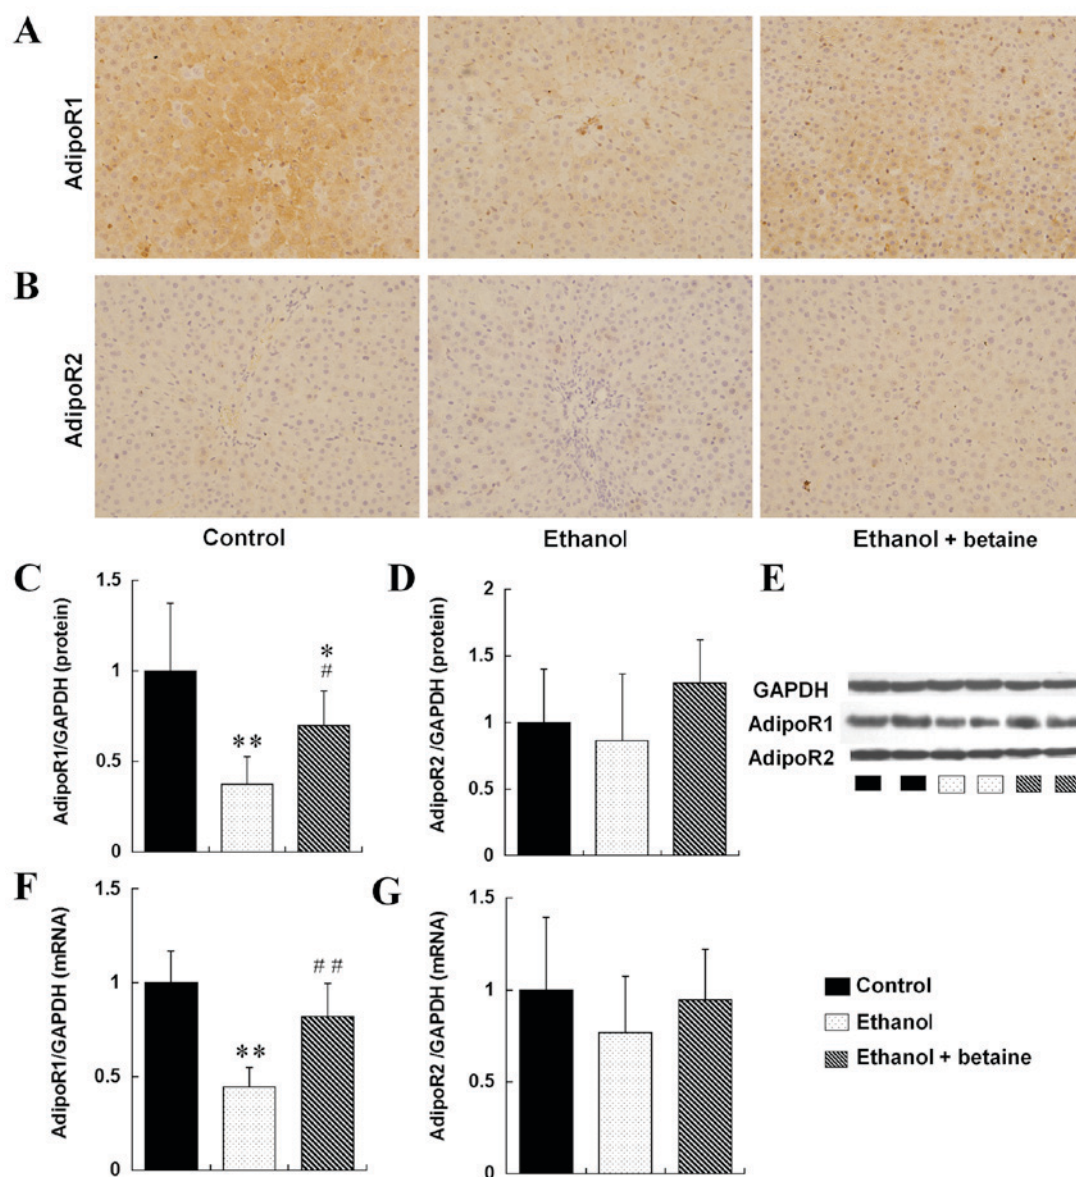 A
AdipoR1
B
AdipoR2
Control
Ethanol
Ethanol + betaine
C
AdipoR1/GAPDH (protein)
1.5
1
0.5
0
**
*
#
D
AdipoR2 /GAPDH (protein)
2
1.5
1
0.5
0
E
GAPDH
AdipoR1
AdipoR2
F
AdipoR1/GAPDH (mRNA)
1.5
1
0.5
0
**
# #
G
AdipoR2 /GAPDH (mRNA)
1.5
1
0.5
0
Control
Ethanol
Ethanol + betaine